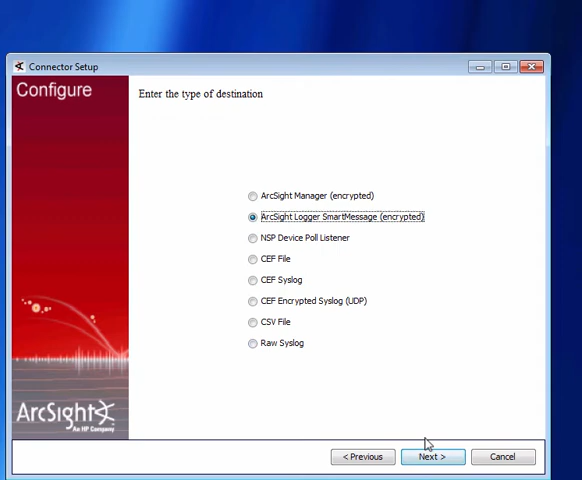 Connector Setup
Configure
Enter the type of destination
ArcSight Manager (encrypted)
ArcSight Logger SmartMessage (encrypted)
NSP Device Poll Listener
CEF File
CEF Syslog
CEF Encrypted Syslog (UDP)
CSV File
Raw Syslog
ArcSight
An HP Company
< Previous
Next >
Cancel